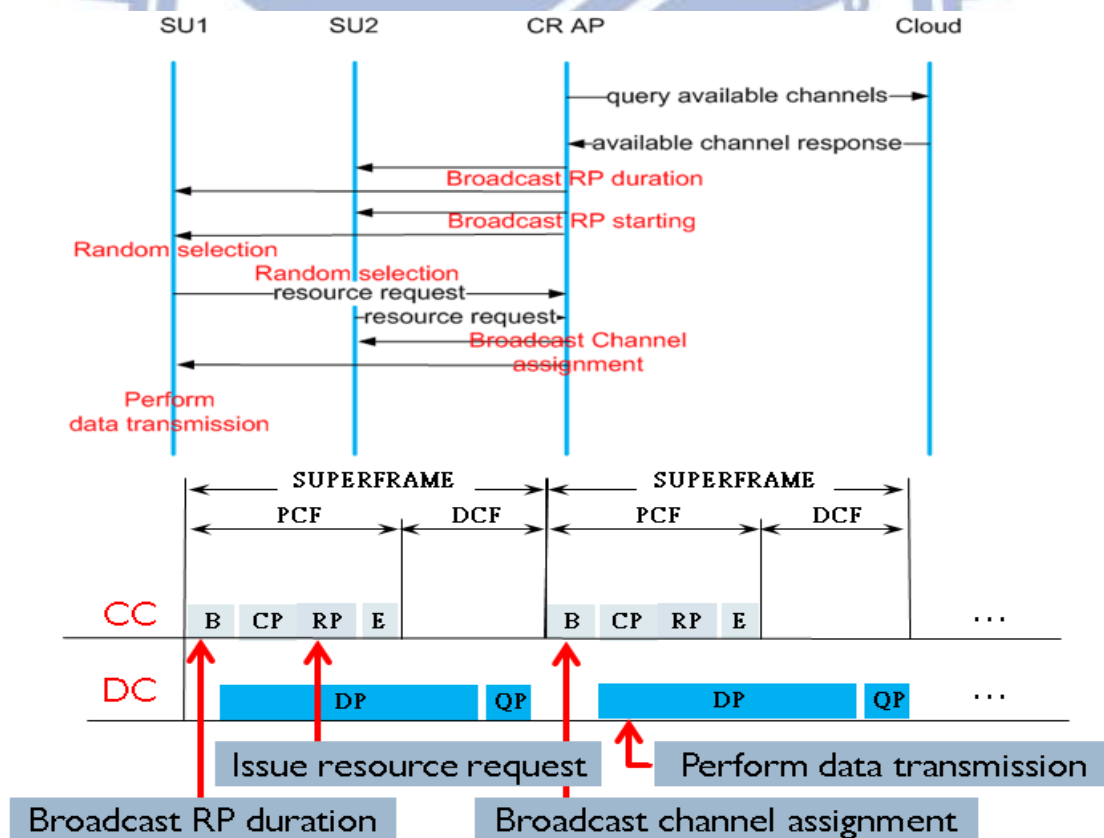 SU1 SU2 CR AP Cloud
query available channels
available channel response
Broadcast RP duration
Broadcast RP starting
Random selection
Random selection
resource request
resource request
Broadcast Channel
assignment
Perform
data transmission
SUPERFRAME SUPERFRAME
PCF DCF PCF DCF
CC B CP RP E B CP RP E ...
DC DP QP DP QP ...
Issue resource request Perform data transmission
Broadcast RP duration Broadcast channel assignment